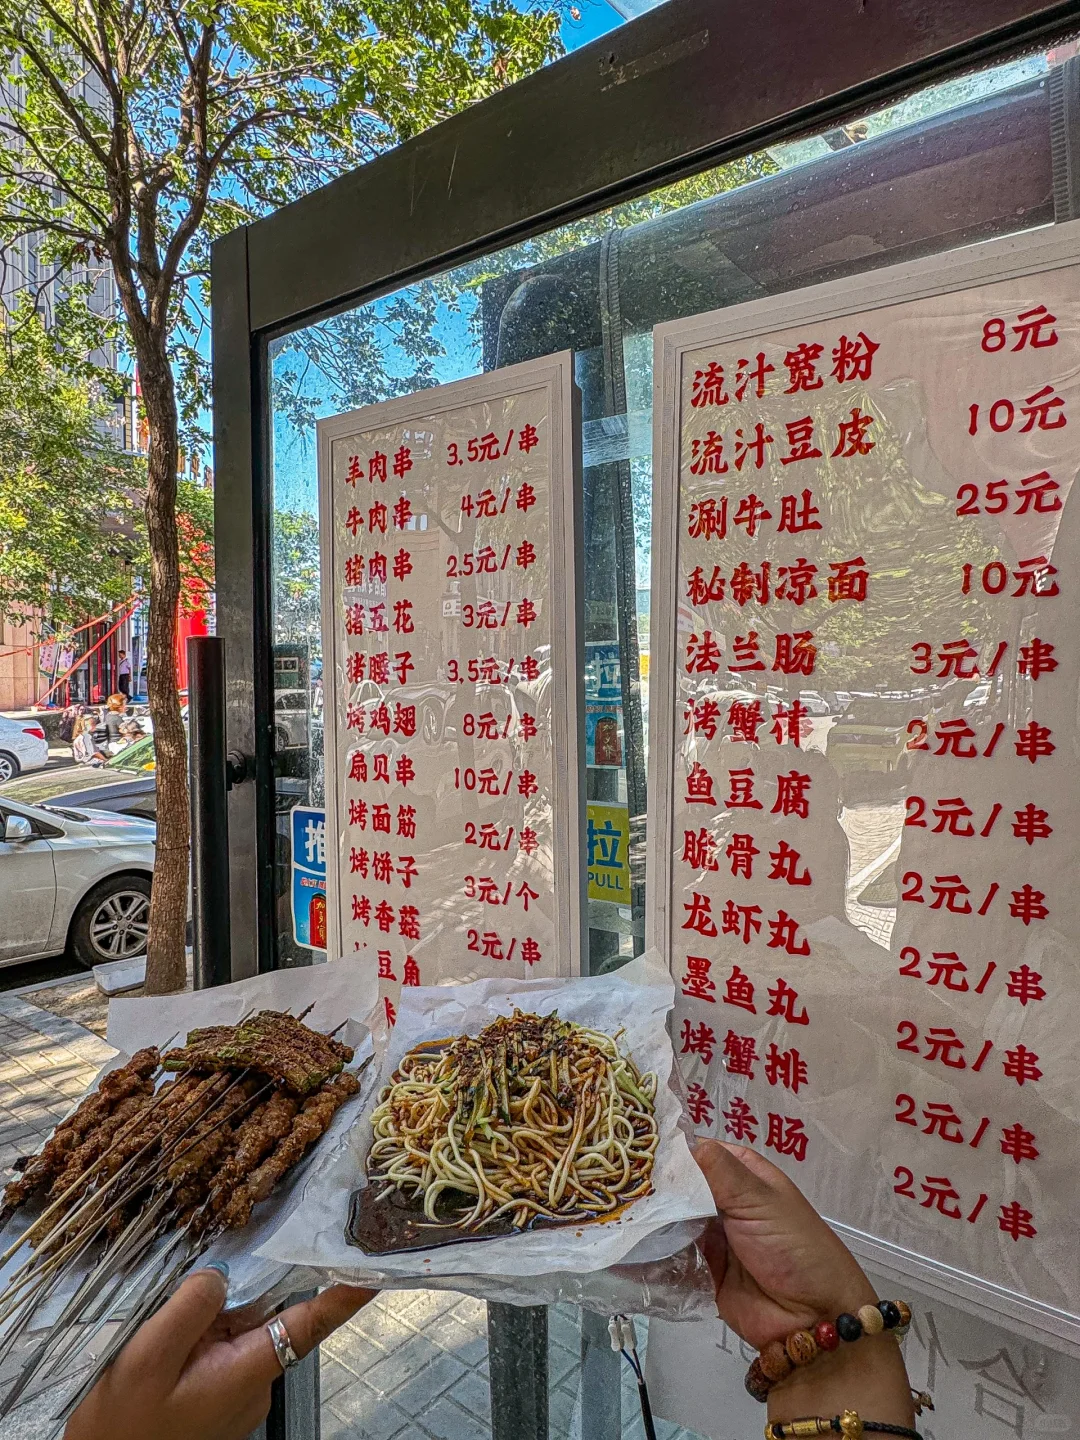 羊肉串 3.5元/串
牛肉串 4元/串
猪肉串 2.5元/串
猪五花 3元/串
猪腰子 3.5元/串
烤鸡翅 8元/串
扇贝串 10元/串
烤面筋 2元/串
烤饼子 3元/个
烤香菇 2元/串
豆角
流汁宽粉 8元
流汁豆皮 10元
涮牛肚 25元
秘制凉面 10元
法兰肠 3元/串
烤蟹棒 2元/串
鱼豆腐 2元/串
脆骨丸 2元/串
龙虾丸 2元/串
墨鱼丸 2元/串
烤蟹排 2元/串
亲亲肠 2元/串
推
拉
PULL